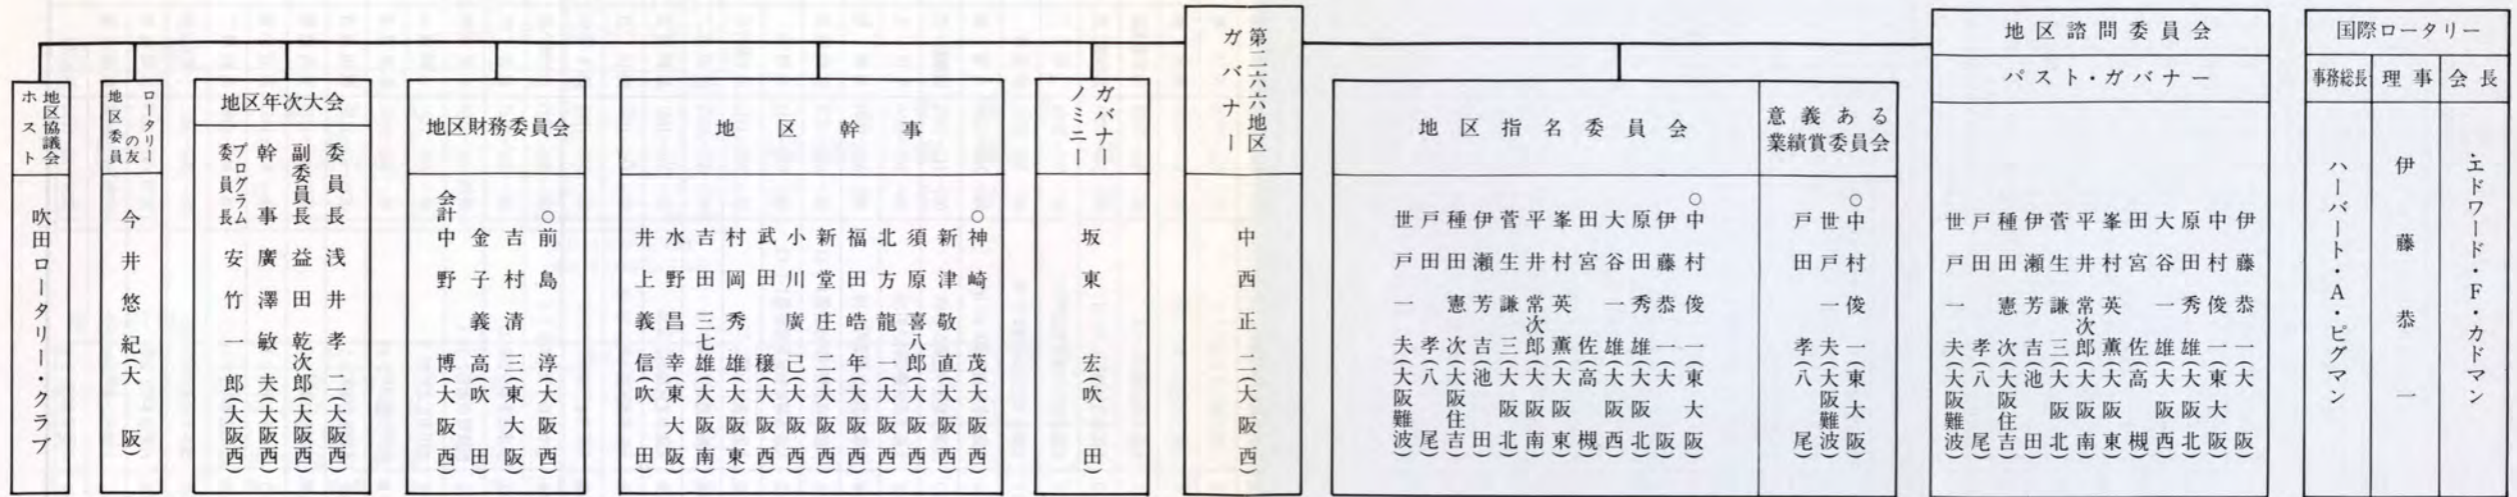 国際ロータリー
会長
エドワード・F・カドマン
理事
伊藤恭一
事務総長
ハーバート・A・ピグマン
地区諮問委員会
パスト・ガバナー
伊藤恭一(大阪)
中村俊一(東大阪)
原田秀雄(大阪北)
大谷一雄(大阪西)
田宮佐(高槻)
峯村英薫(大阪東)
平井常次郎(大阪南)
菅生謙三(大阪北)
伊瀬芳吉(池田)
種田憲次(大阪住吉)
戸田孝(八尾)
世戸一夫(大阪難波)
意義ある業績賞委員会
○中村俊一(東大阪)
世戸一夫(大阪難波)
戸田孝(八尾)
地区指名委員会
○中村俊一(東大阪)
伊藤恭一(大阪)
原田秀雄(大阪北)
大谷一雄(大阪西)
田宮佐(高槻)
峯村英薫(大阪東)
平井常次郎(大阪南)
菅生謙三(大阪北)
伊瀬芳吉(池田)
種田憲次(大阪住吉)
戸田孝(八尾)
世戸一夫(大阪難波)
第二六六地区
ガバナー
中西正二(大阪西)
ガバナー
ノミニー
坂東宏(吹田)
地区幹事
○神崎茂(大阪西)
新津敬直(大阪西)
須原喜八郎(大阪西)
北方龍一(大阪西)
福田皓年(大阪西)
新堂庄二(大阪西)
小川廣己(大阪西)
武田穣(大阪西)
村岡秀雄(大阪東)
吉田三七雄(大阪南)
水野昌幸(東大阪)
井上義信(吹田)
地区財務委員会
○前島淳(大阪西)
吉村清三(東大阪)
金子義高(吹田)
会計 中野博(大阪西)
地区年次大会
委員長 浅井孝二(大阪西)
副委員長 益田乾次郎(大阪西)
幹事 廣澤敏夫(大阪西)
プログラム委員長 安竹一郎(大阪西)
ロータリーの友
地区委員
今井悠紀(大阪)
地区協議会
ホスト
吹田ロータリー・クラブ